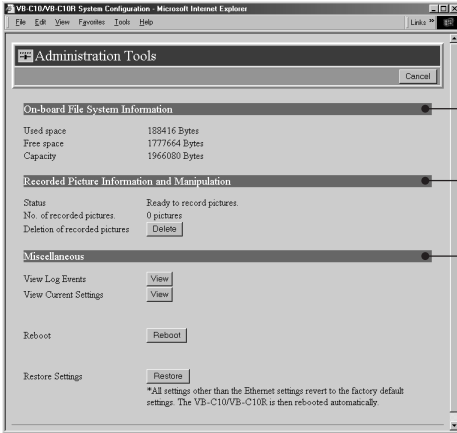 VB-C10/VB-C10R System Configuration - Microsoft Internet Explorer
File Edit View Favorites Tools Help Links »
Administration Tools
Cancel
On-board File System Information
Used space 188416 Bytes
Free space 1777664 Bytes
Capacity 1966080 Bytes
Recorded Picture Information and Manipulation
Status Ready to record pictures.
No. of recorded pictures. 0 pictures
Deletion of recorded pictures Delete
Miscellaneous
View Log Events View
View Current Settings View
Reboot Reboot
Restore Settings Restore
*All settings other than the Ethernet settings revert to the factory default
settings. The VB-C10/VB-C10R is then rebooted automatically.